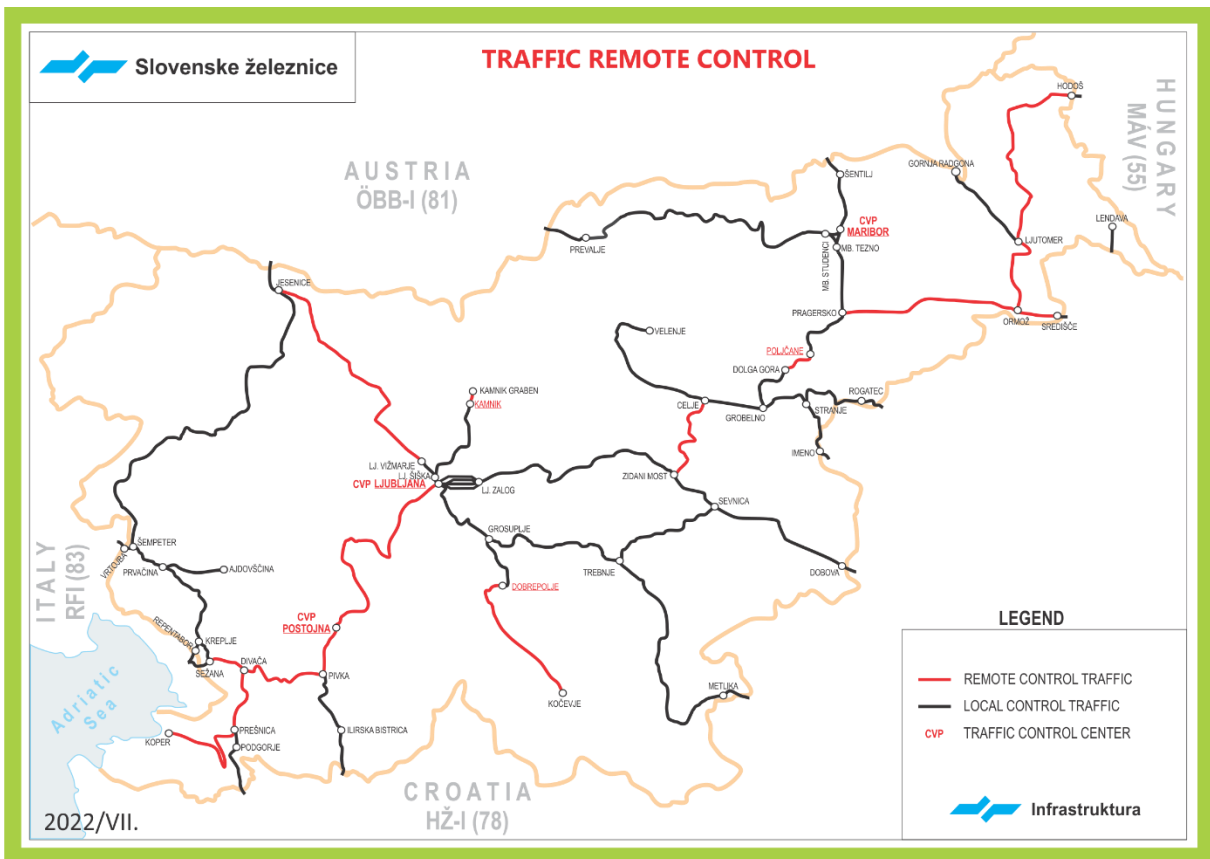 Slovenske železnice
TRAFFIC REMOTE CONTROL
AUSTRIA
ÖBB-I (81)
HUNGARY
MÁV (55)
HODOŠ
GORNJA RADGONA
ŠENTILJ
CVP
MARIBOR
LENDAVA
PREVALJE
MB. TEZNO
MB. STUDENCI
LJUTOMER
JESENICE
PRAGERSKO
ORMOŽ
SREDIŠČE
VELENJE
POLJČANE
DOLGA GORA
KAMNIK GRABEN
KAMNIK
CELJE
GROBELNO
STRANJE
ROGATEC
IMENO
LJ. VIŽMARJE
LJ. ŠIŠKA
CVP LJUBLJANA
LJ. ZALOG
ZIDANI MOST
SEVNICA
GROSUPLJE
ŠEMPETER
VRTOJBA
PRVAČINA
AJDOVŠČINA
TREBNJE
DOBOVA
DOBREPOLJE
ITALY
RFI (83)
CVP
POSTOJNA
REPENTABOR
KREPLJE
SEŽANA
DIVAČA
PIVKA
KOČEVJE
METLIKA
Adriatic
Sea
KOPER
PREŠNICA
PODGORJE
ILIRSKA BISTRICA
CROATIA
HŽ-I (78)
LEGEND
REMOTE CONTROL TRAFFIC
LOCAL CONTROL TRAFFIC
CVP TRAFFIC CONTROL CENTER
Infrastruktura
2022/VII.